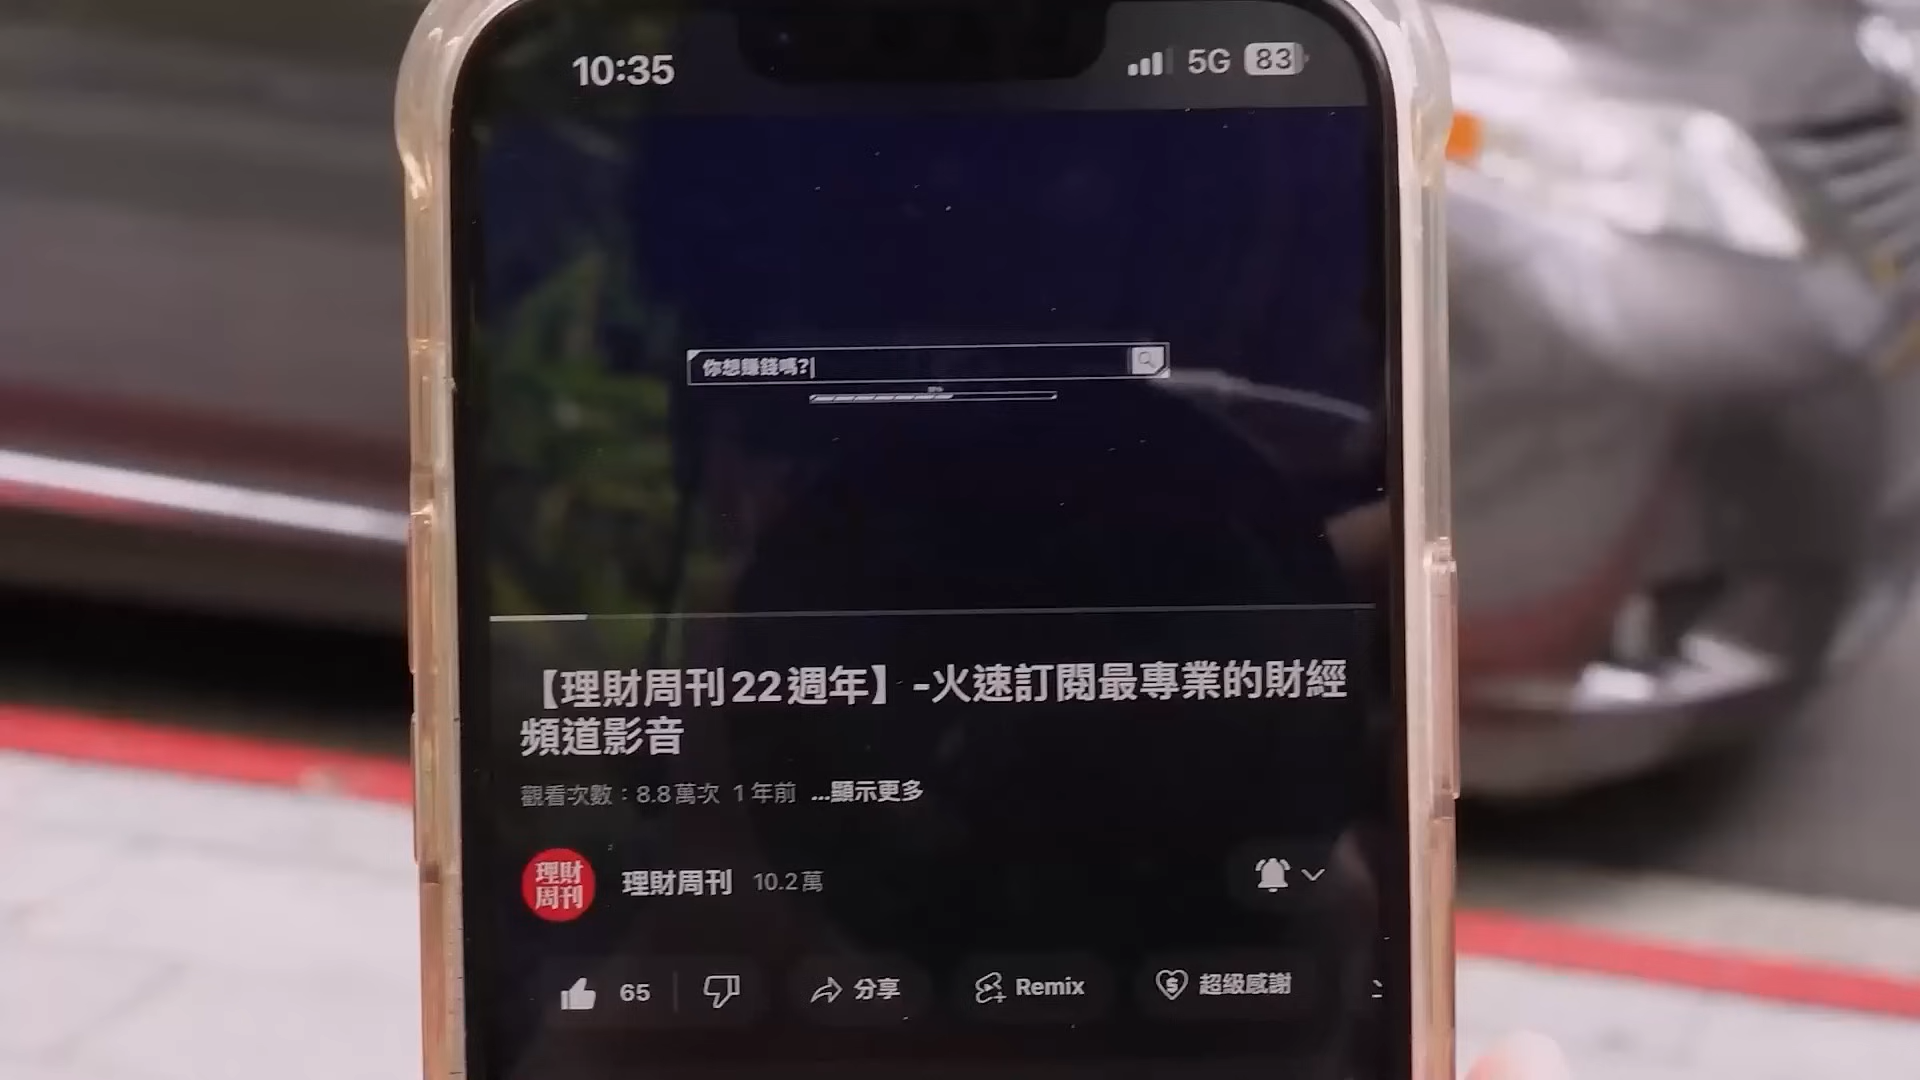 10:35
5G
83
你想賺錢嗎?
【理財周刊22週年】-火速訂閱最專業的財經
頻道影音
觀看次數：8.8萬次 1年前 ...顯示更多
理財
周刊
理財周刊 10.2萬
65
分享
Remix
超級感謝